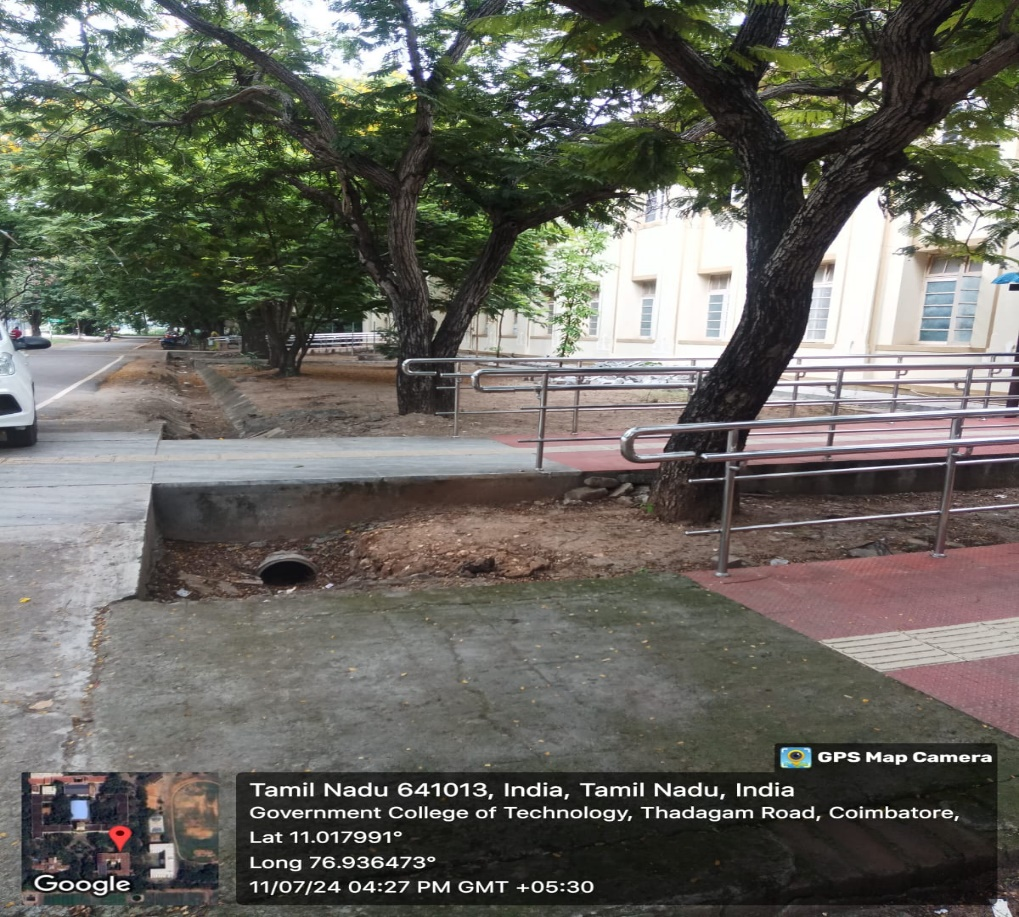 GPS Map Camera
Tamil Nadu 641013, India, Tamil Nadu, India
Government College of Technology, Thadagam Road, Coimbatore,
Lat 11.017991°
Long 76.936473°
11/07/24 04:27 PM GMT +05:30
Google